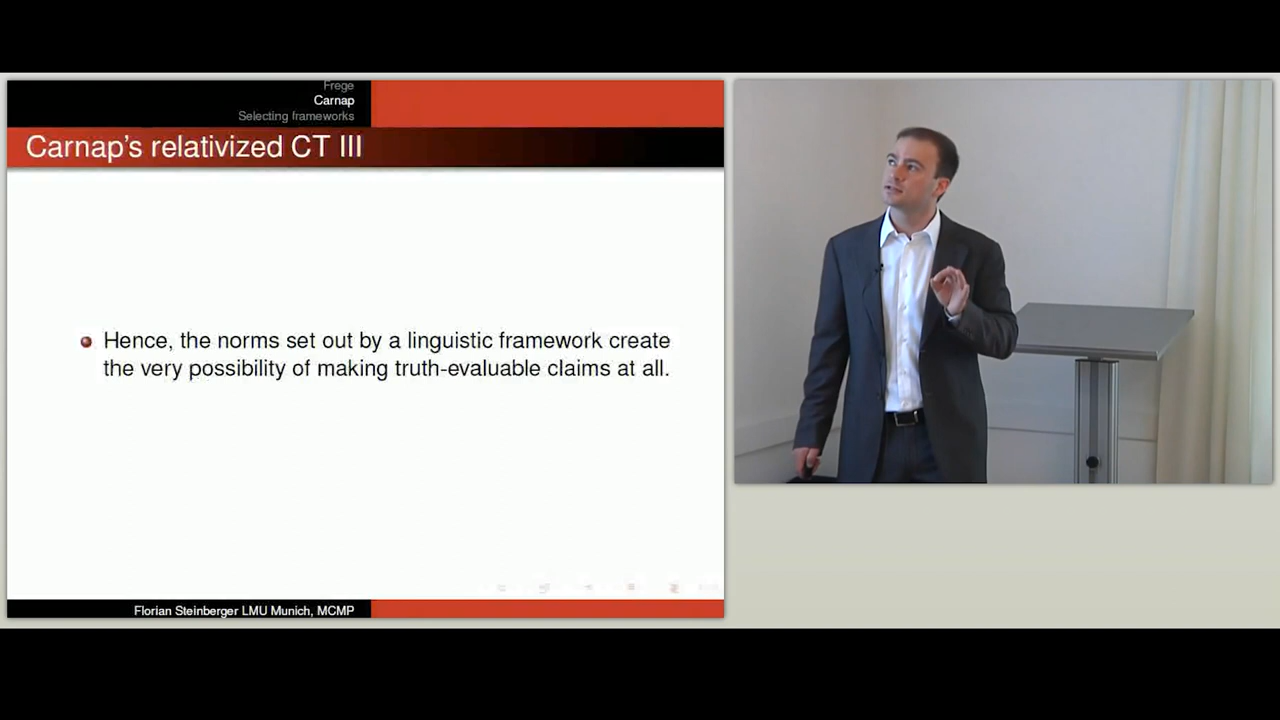 Frege
Carnap
Selecting frameworks
Carnap's relativized CT III
Hence, the norms set out by a linguistic framework create
the very possibility of making truth-evaluable claims at all.
Florian Steinberger LMU Munich, MCMP